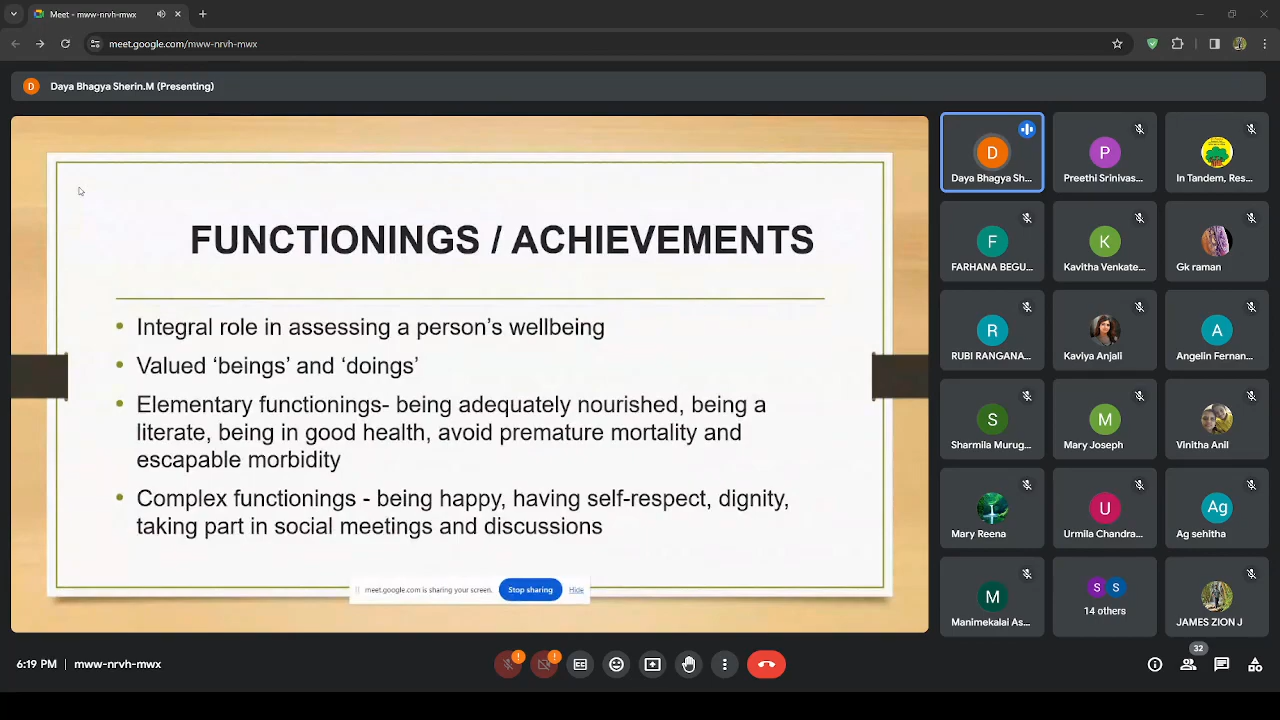 Meet - mww-nrvh-mwx
meet.google.com/mww-nrvh-mwx
D
Daya Bhagya Sherin.M (Presenting)
FUNCTIONINGS / ACHIEVEMENTS
• Integral role in assessing a person’s wellbeing
• Valued ‘beings’ and ‘doings’
• Elementary functionings- being adequately nourished, being a
literate, being in good health, avoid premature mortality and
escapable morbidity
• Complex functionings - being happy, having self-respect, dignity,
taking part in social meetings and discussions
meet.google.com is sharing your screen.
Stop sharing
Hide
D
Daya Bhagya Sh...
P
Preethi Srinivas...
In Tandem, Res...
F
FARHANA BEGU...
K
Kavitha Venkate...
Gk raman
R
RUBI RANGANA...
Kaviya Anjali
A
Angelin Fernan...
S
Sharmila Murug...
M
Mary Joseph
Vinitha Anil
Mary Reena
U
Urmila Chandra...
Ag
Ag sehitha
M
Manimekalai As...
S S
14 others
JAMES ZION J
6:19 PM | mww-nrvh-mwx
32